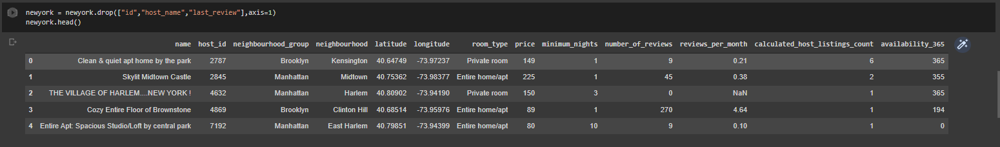 newyork = newyork.drop(["id","host_name","last_review"],axis=1)
newyork.head()
name host_id neighbourhood_group neighbourhood latitude longitude room_type price minimum_nights number_of_reviews reviews_per_month calculated_host_listings_count availability_365
0 Clean & quiet apt home by the park 2787 Brooklyn Kensington 40.64749 -73.97237 Private room 149 1 9 0.21 6 365
1 Skylit Midtown Castle 2845 Manhattan Midtown 40.75362 -73.98377 Entire home/apt 225 1 45 0.38 2 355
2 THE VILLAGE OF HARLEM....NEW YORK ! 4632 Manhattan Harlem 40.80902 -73.94190 Private room 150 3 0 NaN 1 365
3 Cozy Entire Floor of Brownstone 4869 Brooklyn Clinton Hill 40.68514 -73.95976 Entire home/apt 89 1 270 4.64 1 194
4 Entire Apt: Spacious Studio/Loft by central park 7192 Manhattan East Harlem 40.79851 -73.94399 Entire home/apt 80 10 9 0.10 1 0